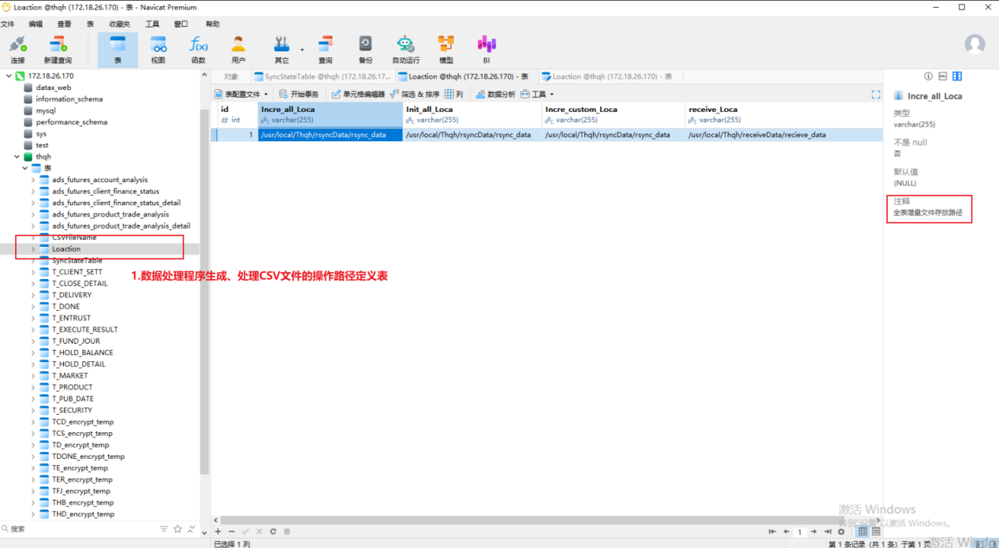 Loaction @thqh (172.18.26.170) - 表 - Navicat Premium
文件 编辑 查看 表 收藏夹 工具 窗口 帮助
连接 新建查询 表 视图 函数 用户 其它 查询 备份 自动运行 模型 BI
f(x)
172.18.26.170
datax_web
information_schema
mysql
performance_schema
sys
test
thqh
表
ads_futures_account_analysis
ads_futures_client_finance_status
ads_futures_client_finance_status_detail
ads_futures_product_trade_analysis
ads_futures_product_trade_analysis_detail
CSVFileName
Loaction
SyncStateTable
T_CLIENT_SETT
T_CLOSE_DETAIL
T_DELIVERY
T_DONE
T_ENTRUST
T_EXECUTE_RESULT
T_FUND_JOUR
T_HOLD_BALANCE
T_HOLD_DETAIL
T_MARKET
T_PRODUCT
T_PUB_DATE
T_SECURITY
TCD_encrypt_temp
TCS_encrypt_temp
TD_encrypt_temp
TDONE_encrypt_temp
TE_encrypt_temp
TER_encrypt_temp
TFJ_encrypt_temp
THB_encrypt_temp
THD_encrypt_temp
搜索
对象 SyncStateTable @thqh (172.18.26.17... Loaction @thqh (172.18.26.170) - 表 Loaction @thqh (172.18.26.170) - 表
表配置文件 开始事务 单元格编辑器 筛选 & 排序 列 数据分析 工具
id Incre_all_Loca Init_all_Loca Incre_custom_Loca receive_Loca
# int varchar(255) varchar(255) varchar(255) varchar(255)
1 /usr/local/Thqh/rsyncData/rsync_data /usr/local/Thqh/rsyncData/rsync_data /usr/local/Thqh/rsyncData/rsync_data /usr/local/Thqh/receiveData/recieve_data
1.数据处理程序生成、处理CSV文件的操作路径定义表
Incre_all_Loca
类型
varchar(255)
不是 null
否
默认值
(NULL)
注释
全表增量文件存放路径
激活 Windows
转到"设置"以激活 Windows。
1
已选择 1 列
第 1 条记录 (共 1 条) 于第 1 页
激活 Windo